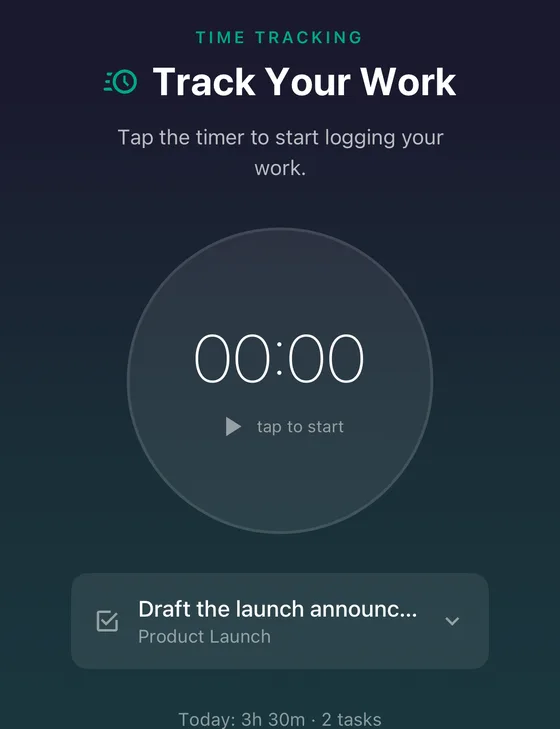 TIME TRACKING
Track Your Work
Tap the timer to start logging your
work.
00:00
tap to start
Draft the launch announc...
Product Launch
Today: 3h 30m · 2 tasks